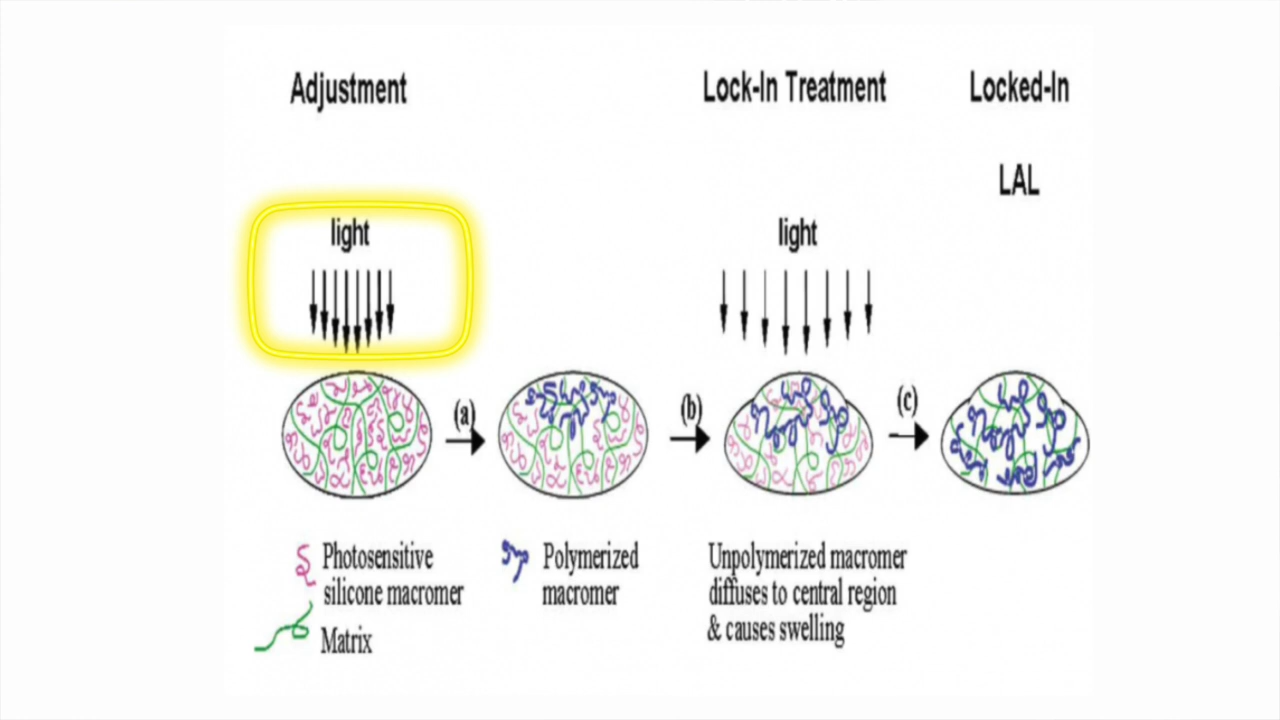 Adjustment
Lock-In Treatment
Locked-In
LAL
light
light
(a)
(b)
(c)
Photosensitive
silicone macromer
Matrix
Polymerized
macromer
Unpolymerized macromer
diffuses to central region
& causes swelling